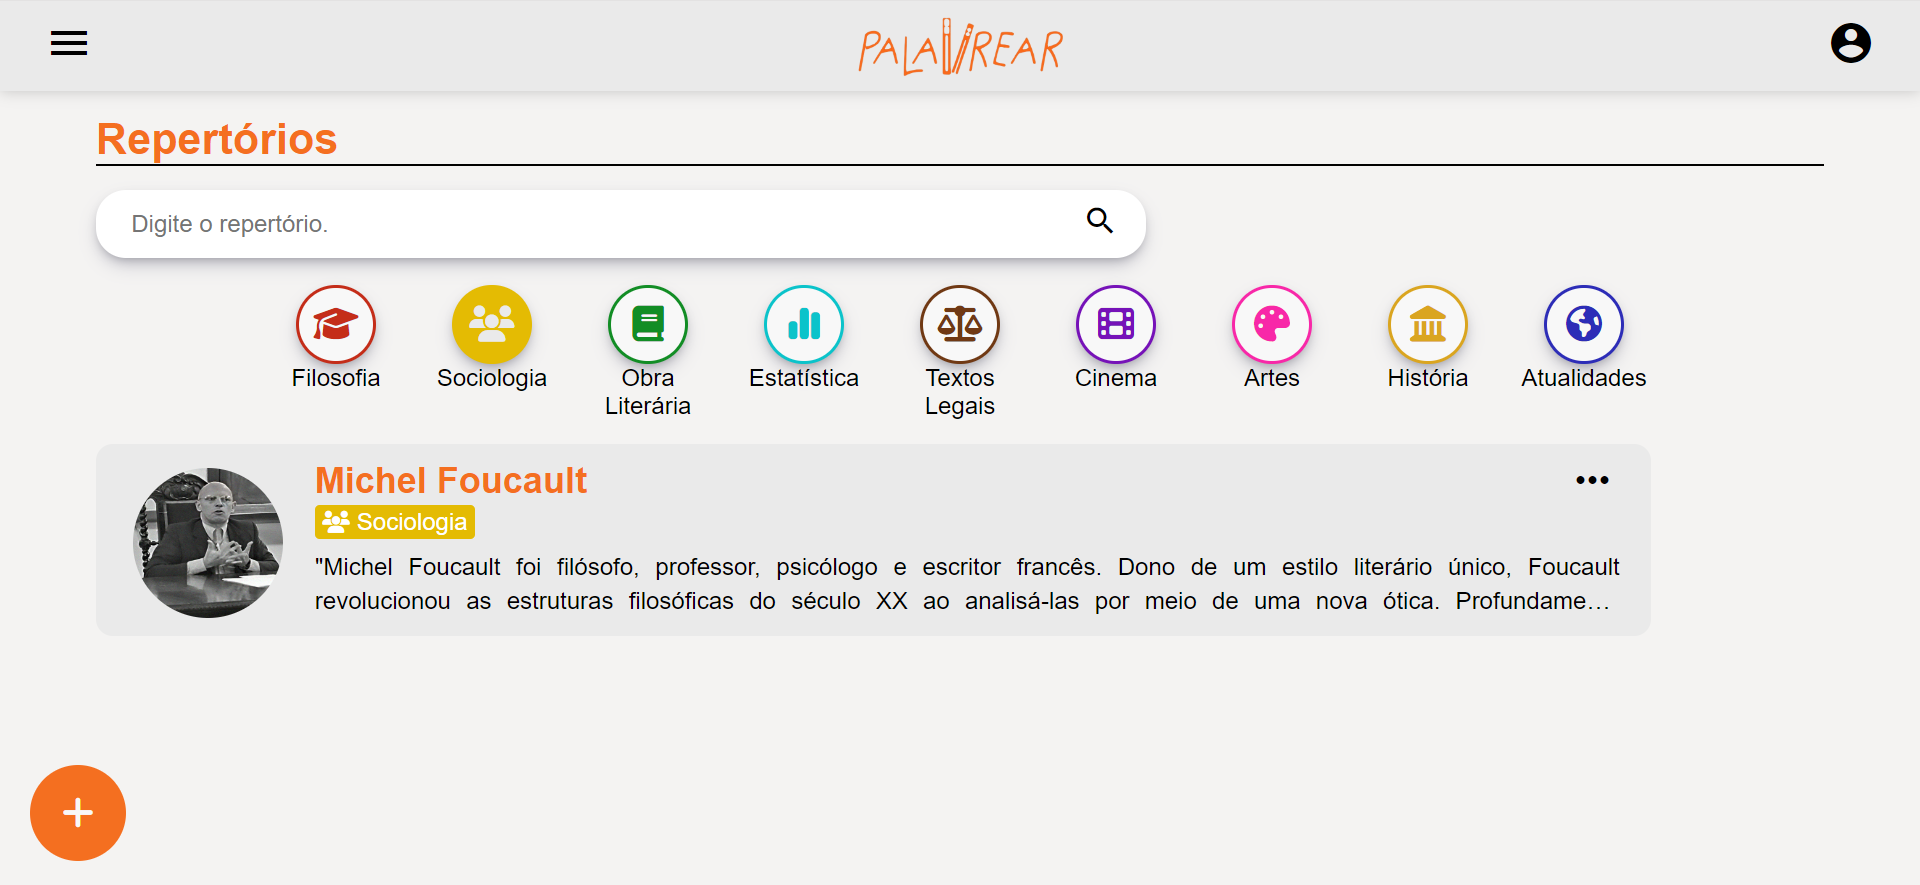 PALAVREAR
Repertórios
Digite o repertório.
Filosofia
Sociologia
Obra
Literária
Estatística
Textos
Legais
Cinema
Artes
História
Atualidades
Michel Foucault
Sociologia
"Michel Foucault foi filósofo, professor, psicólogo e escritor francês. Dono de um estilo literário único, Foucault
revolucionou as estruturas filosóficas do século XX ao analisá-las por meio de uma nova ótica. Profundame...